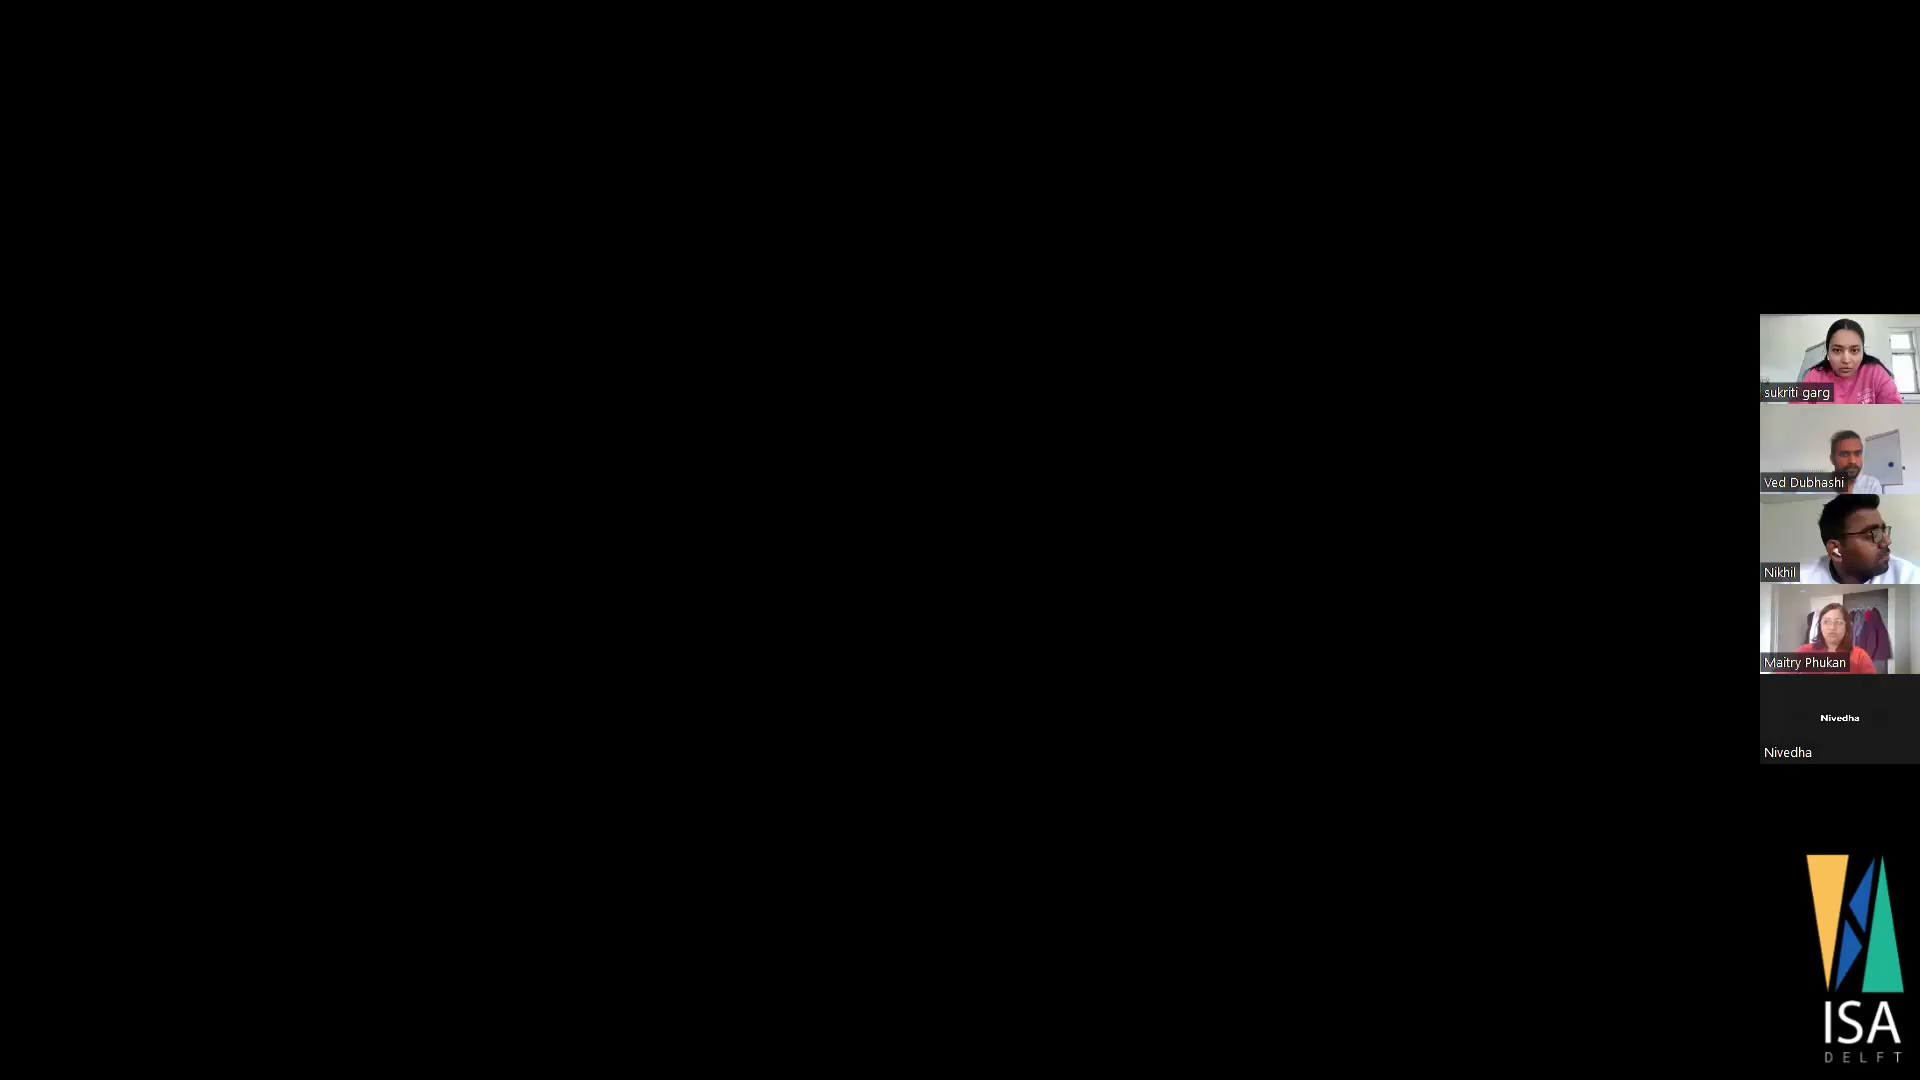 sukriti garg
Ved Dubhashi
Nikhil
Maitry Phukan
Nivedha
Nivedha
ISA
DELFT